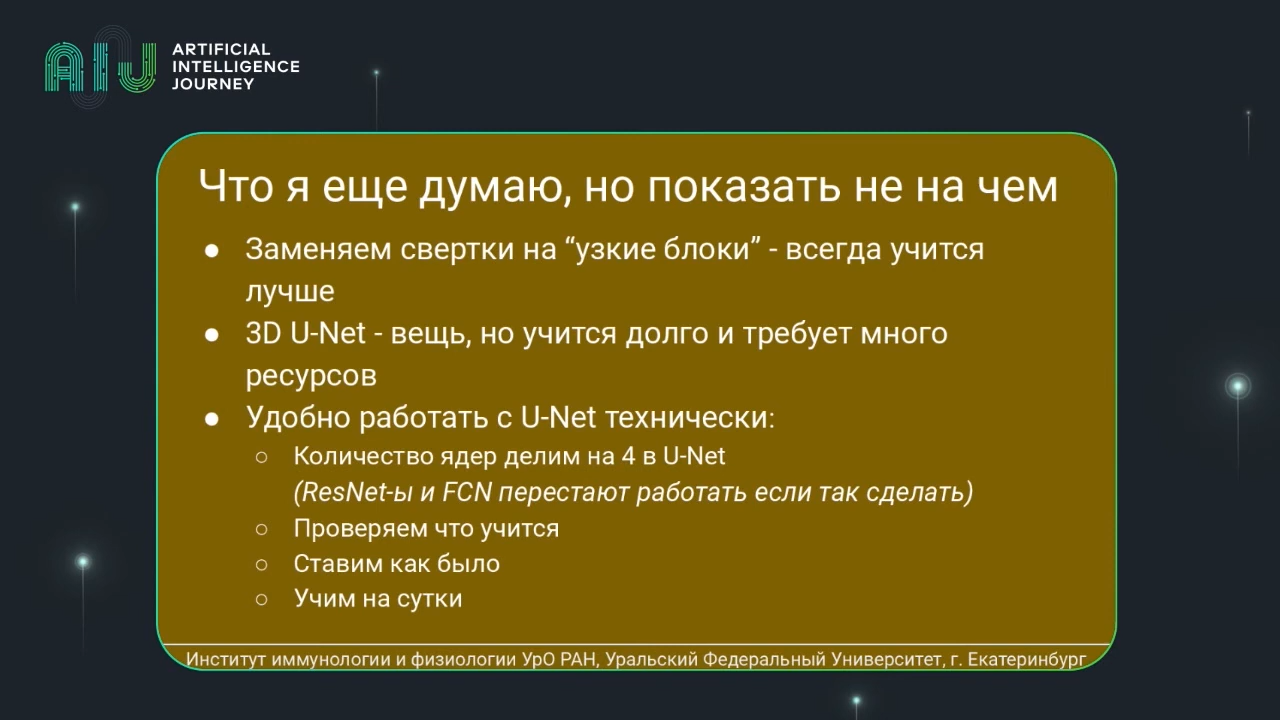 AIJ
ARTIFICIAL
INTELLIGENCE
JOURNEY
Что я еще думаю, но показать не на чем
● Заменяем свертки на “узкие блоки” - всегда учится
лучше
● 3D U-Net - вещь, но учится долго и требует много
ресурсов
● Удобно работать с U-Net технически:
○ Количество ядер делим на 4 в U-Net
(ResNet-ы и FCN перестают работать если так сделать)
○ Проверяем что учится
○ Ставим как было
○ Учим на сутки
Институт иммунологии и физиологии УрО РАН, Уральский Федеральный Университет, г. Екатеринбург